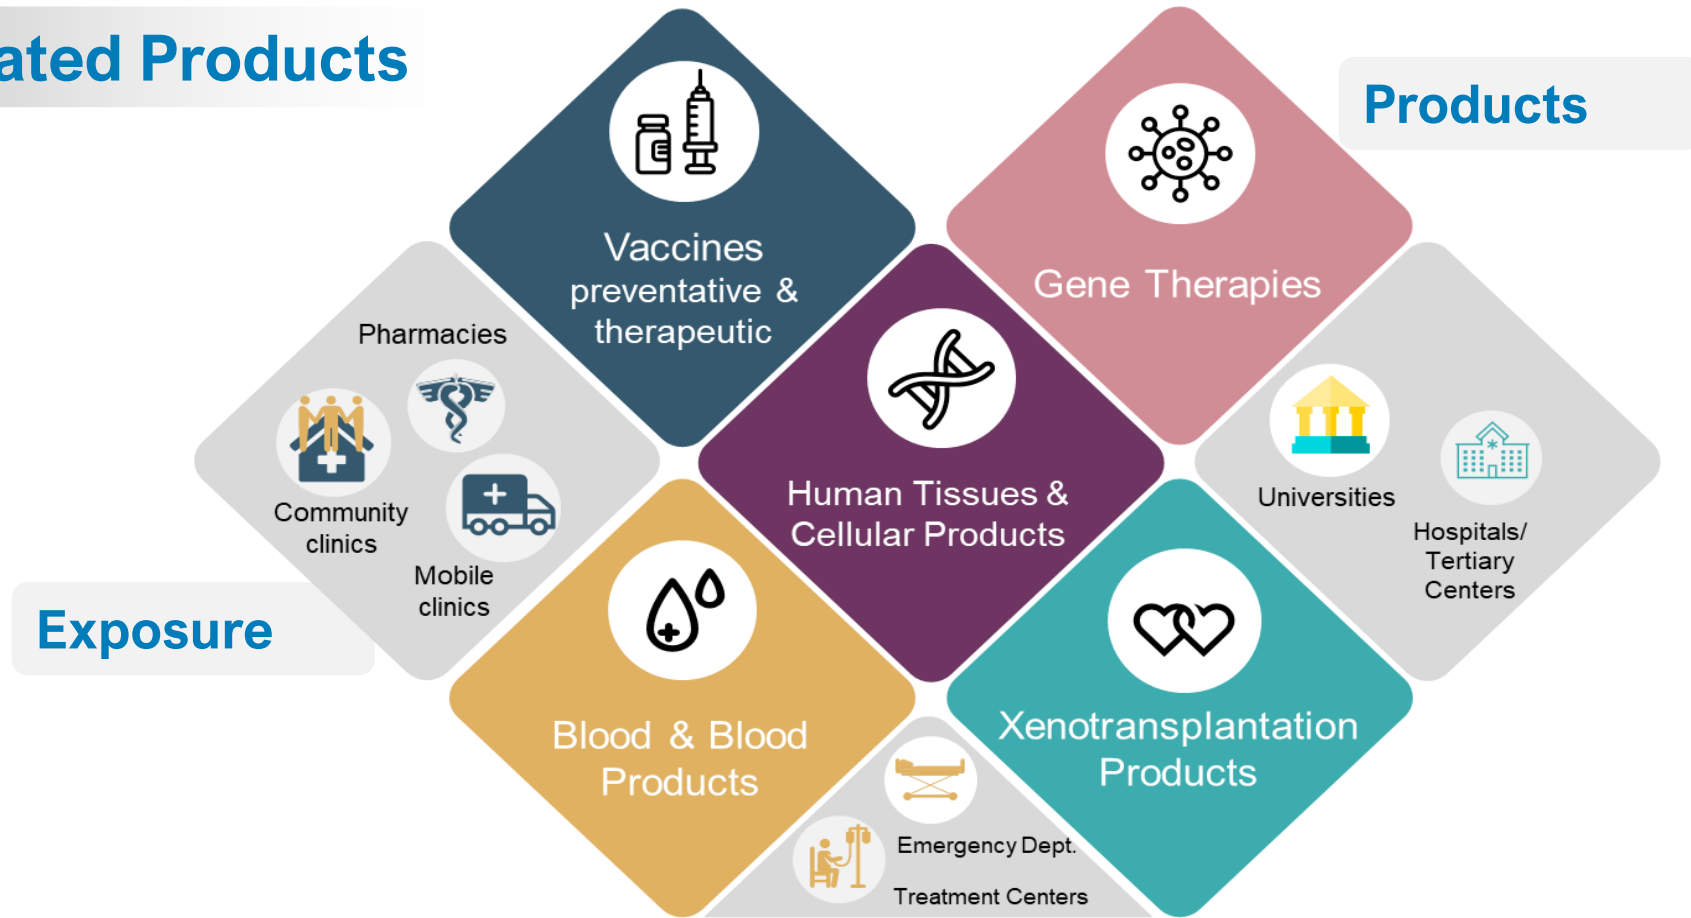 ated Products
Products
Vaccines
preventative &
therapeutic
Gene Therapies
Pharmacies
Community
clinics
Mobile
clinics
Human Tissues &
Cellular Products
Universities
Hospitals/
Tertiary
Centers
Exposure
Blood & Blood
Products
Xenotransplantation
Products
Emergency Dept.
Treatment Centers